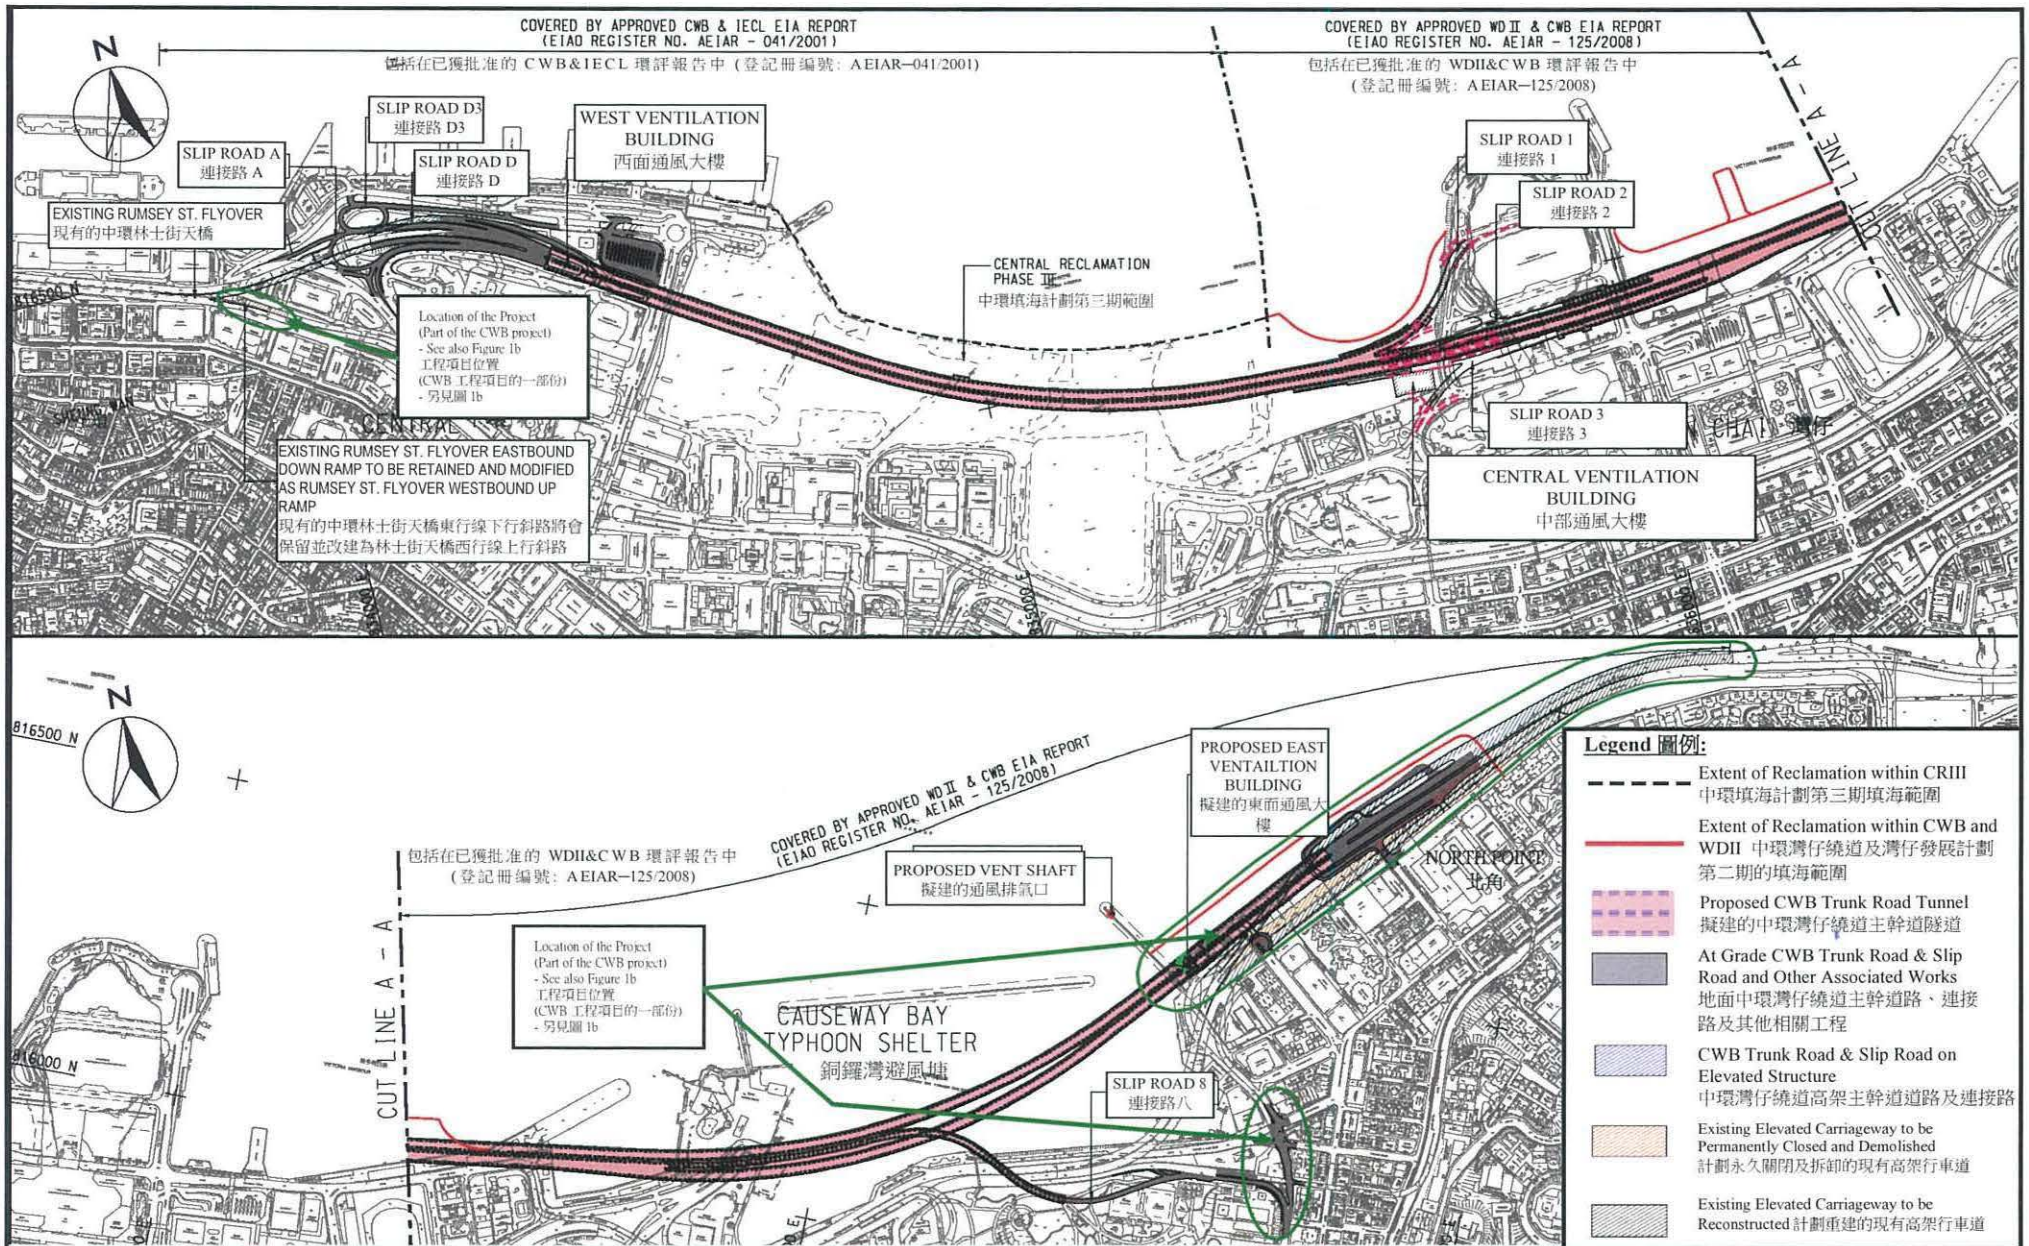 COVERED BY APPROVED CWB & IECL EIA REPORT
(EIAO REGISTER NO. AEIAR - 041/2001)
包括在已獲批准的 CWB&IECL 環評報告中 (登記冊編號: AEIAR—041/2001)
COVERED BY APPROVED WDII & CWB EIA REPORT
(EIAO REGISTER NO. AEIAR - 125/2008)
包括在已獲批准的 WDII&CWB 環評報告中
(登記冊編號: AEIAR—125/2008)
N
SLIP ROAD A
連接路 A
SLIP ROAD D3
連接路 D3
SLIP ROAD D
連接路 D
WEST VENTILATION
BUILDING
西面通風大樓
EXISTING RUMSEY ST. FLYOVER
現有的中環林士街天橋
SLIP ROAD 1
連接路 1
SLIP ROAD 2
連接路 2
CUT LINE A - A
VICTORIA HARBOUR
816500 N
Location of the Project
(Part of the CWB project)
- See also Figure 1b
工程項目位置
(CWB 工程項目的一部份)
- 另見圖 1b
CENTRAL RECLAMATION
PHASE III
中環填海計劃第三期範圍
SHEUNG WAN
CENTRAL
EXISTING RUMSEY ST. FLYOVER EASTBOUND
DOWN RAMP TO BE RETAINED AND MODIFIED
AS RUMSEY ST. FLYOVER WESTBOUND UP
RAMP
現有的中環林士街天橋東行線下行斜路將會
保留並改建為林士街天橋西行線上行斜路
SLIP ROAD 3
連接路 3
CHAI 灣仔
CENTRAL VENTILATION
BUILDING
中部通風大樓
835000 E
N
VICTORIA HARBOUR
816500 N
COVERED BY APPROVED WDII & CWB EIA REPORT
(EIAO REGISTER NO. AEIAR - 125/2008)
包括在已獲批准的 WDII&CWB 環評報告中
(登記冊編號: AEIAR—125/2008)
PROPOSED EAST
VENTAILTION
BUILDING
擬建的東面通風大
樓
PROPOSED VENT SHAFT
擬建的通風排氣口
NORTH POINT
北角
CUT LINE A - A
Location of the Project
(Part of the CWB project)
- See also Figure 1b
工程項目位置
(CWB 工程項目的一部份)
- 另見圖 1b
CAUSEWAY BAY
TYPHOON SHELTER
銅鑼灣避風塘
816000 N
SLIP ROAD 8
連接路八
Legend 圖例:
Extent of Reclamation within CRIII
中環填海計劃第三期填海範圍
Extent of Reclamation within CWB and
WDII 中環灣仔繞道及灣仔發展計劃
第二期的填海範圍
Proposed CWB Trunk Road Tunnel
擬建的中環灣仔繞道主幹道隧道
At Grade CWB Trunk Road & Slip
Road and Other Associated Works
地面中環灣仔繞道主幹道路、連接
路及其他相關工程
CWB Trunk Road & Slip Road on
Elevated Structure
中環灣仔繞道高架主幹道道路及連接路
Existing Elevated Carriageway to be
Permanently Closed and Demolished
計劃永久關閉及拆卸的現有高架行車道
Existing Elevated Carriageway to be
Reconstructed 計劃重建的現有高架行車道